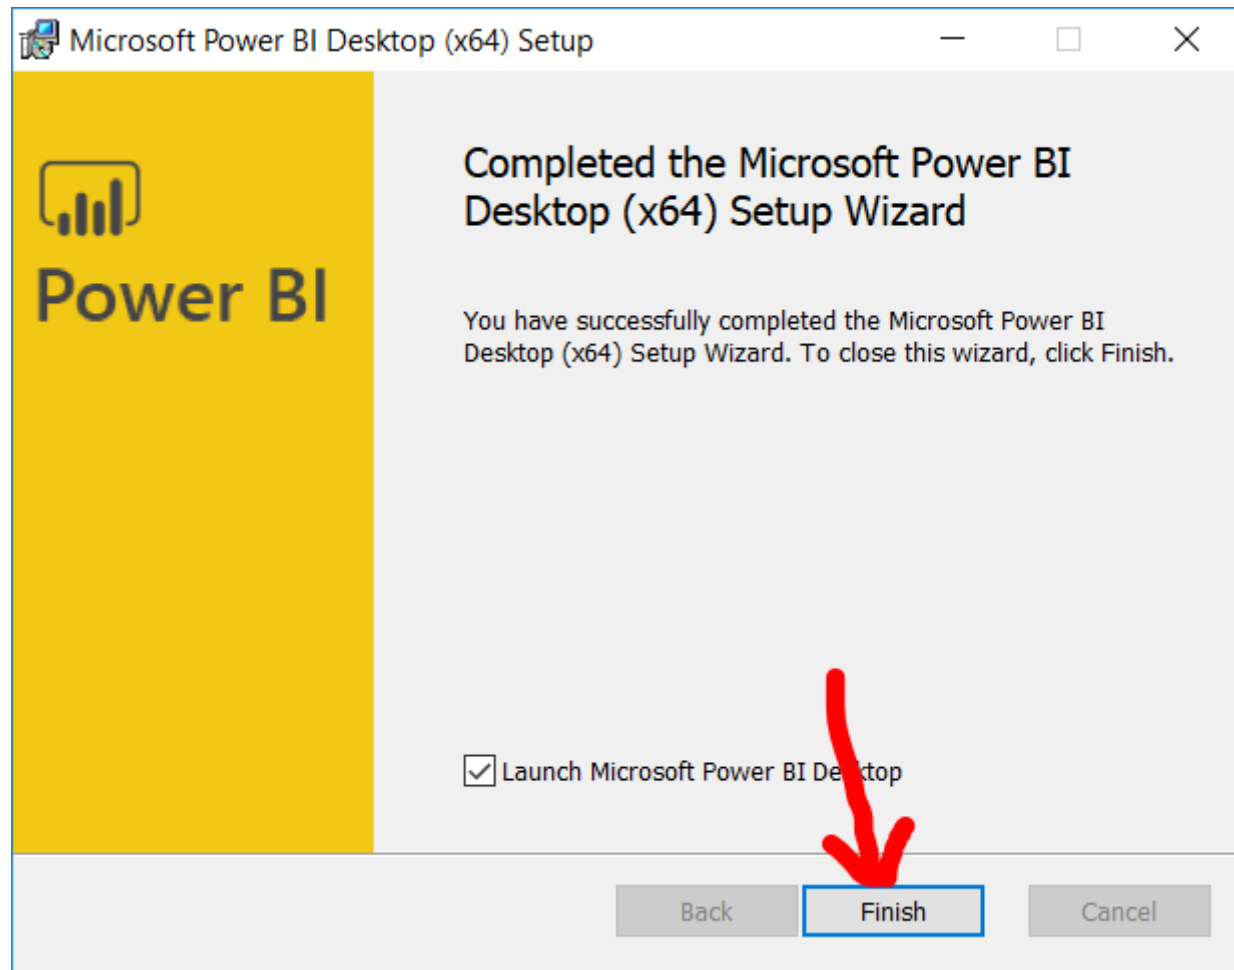 Microsoft Power BI Desktop (x64) Setup
Power BI
Completed the Microsoft Power BI
Desktop (x64) Setup Wizard
You have successfully completed the Microsoft Power BI
Desktop (x64) Setup Wizard. To close this wizard, click Finish.
Launch Microsoft Power BI Desktop
Back
Finish
Cancel